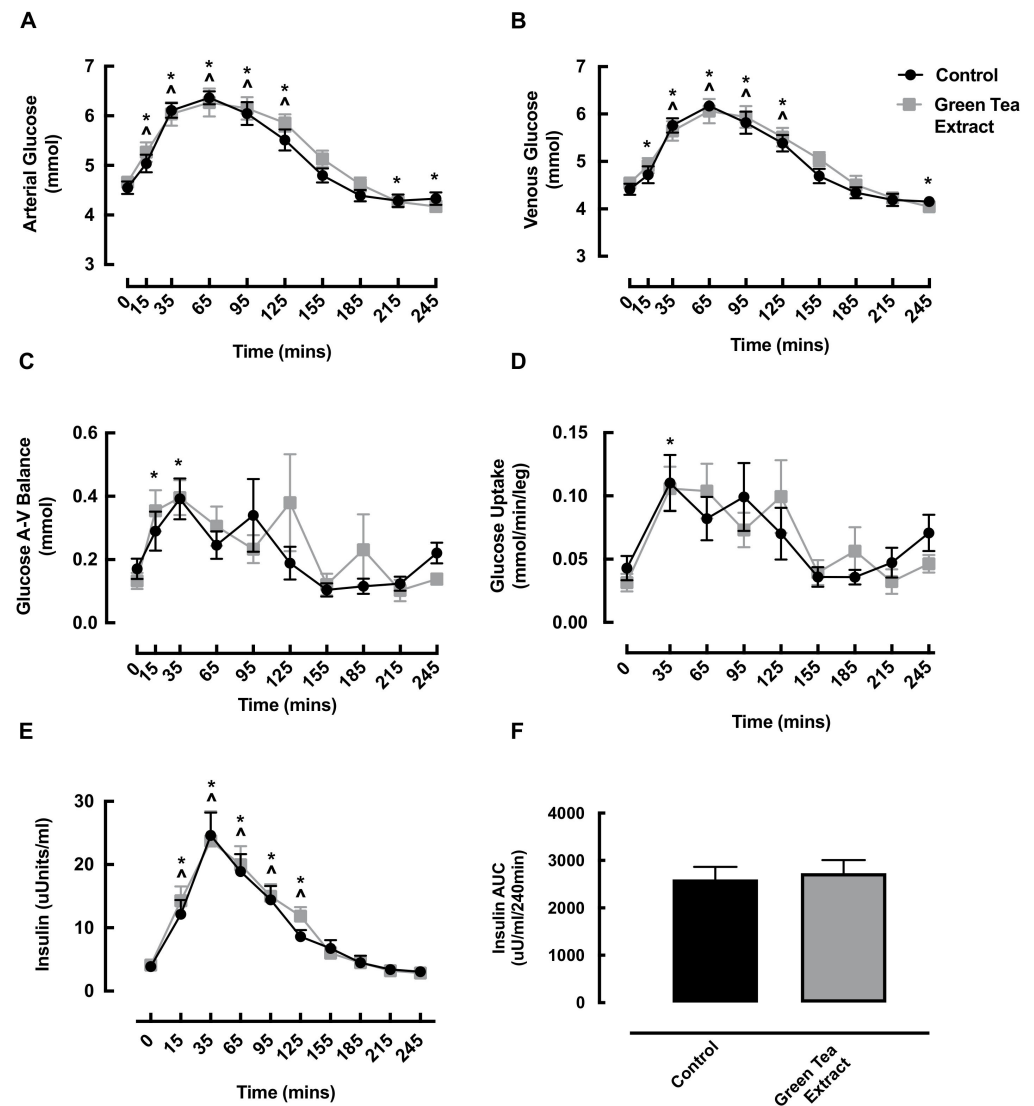 A
B
7
6
5
4
3
Arterial Glucose
(mmol)
* ^
* ^
* ^
* ^
* ^
*
*
0 15 35 65 95 125 155 185 215 245
Time (mins)
7
6
5
4
3
Venous Glucose
(mmol)
*
* ^
* ^
* ^
* ^
*
0 15 35 65 95 125 155 185 215 245
Time (mins)
Control
Green Tea
Extract
C
D
0.6
0.4
0.2
0.0
Glucose A-V Balance
(mmol)
* *
0 15 35 65 95 125 155 185 215 245
Time (mins)
0.15
0.10
0.05
0.00
Glucose Uptake
(mmol/min/leg)
*
0 35 65 95 125 155 185 215 245
Time (mins)
E
F
30
20
10
0
Insulin (uUnits/ml)
* ^
* ^
* ^
* ^
* ^
0 15 35 65 95 125 155 185 215 245
Time (mins)
4000
3000
2000
1000
0
Insulin AUC
(uU/ml/240min)
Control
Green Tea
Extract